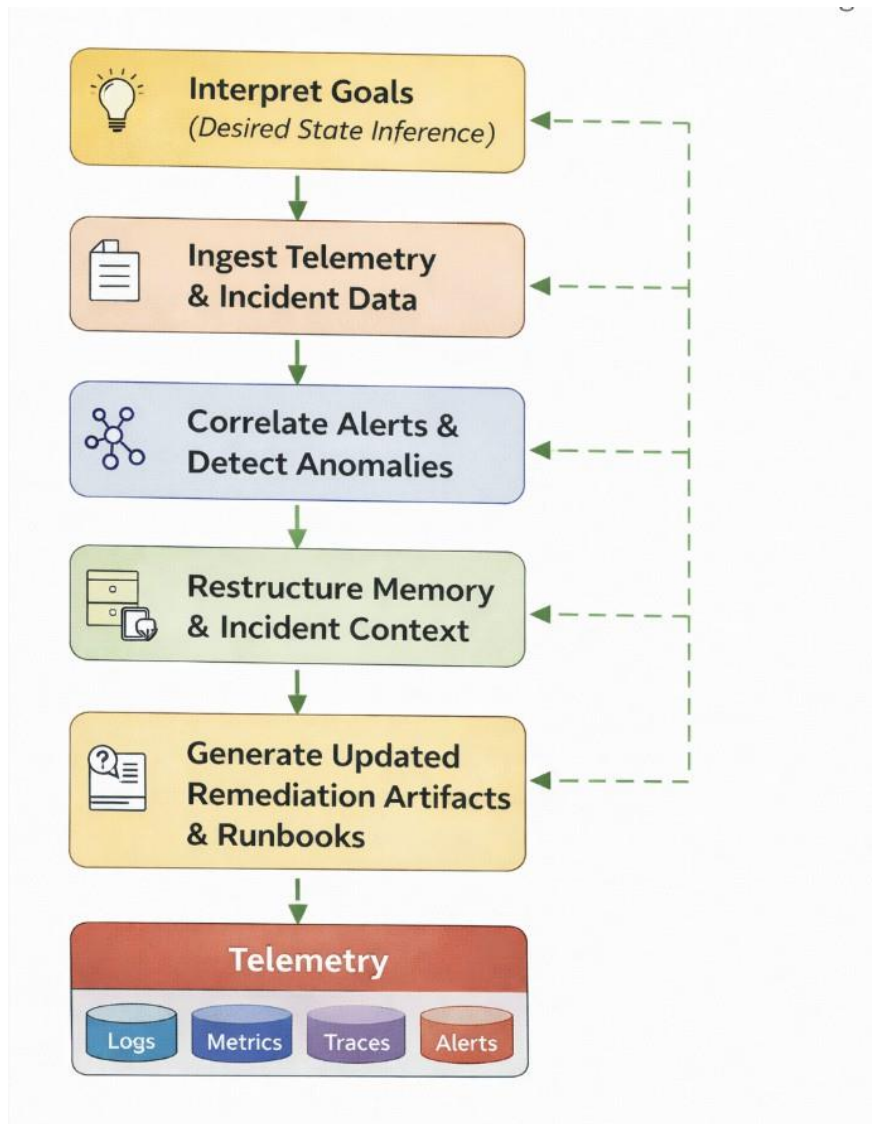 Interpret Goals
(Desired State Inference)
Ingest Telemetry
& Incident Data
Correlate Alerts &
Detect Anomalies
Restructure Memory
& Incident Context
?
Generate Updated
Remediation Artifacts
& Runbooks
Telemetry
Logs Metrics Traces Alerts